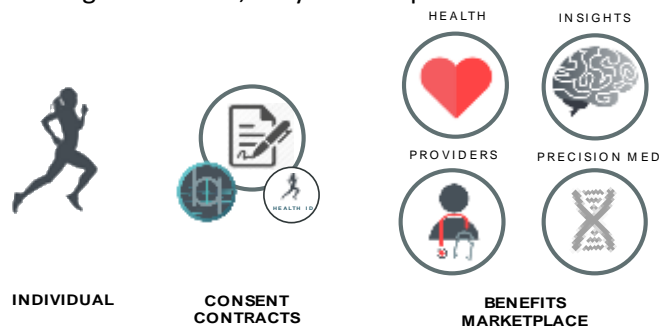 HEALTH
INSIGHTS
PROVIDERS
PRECISION MED
HEALTH ID
INDIVIDUAL
CONSENT
CONTRACTS
BENEFITS
MARKETPLACE